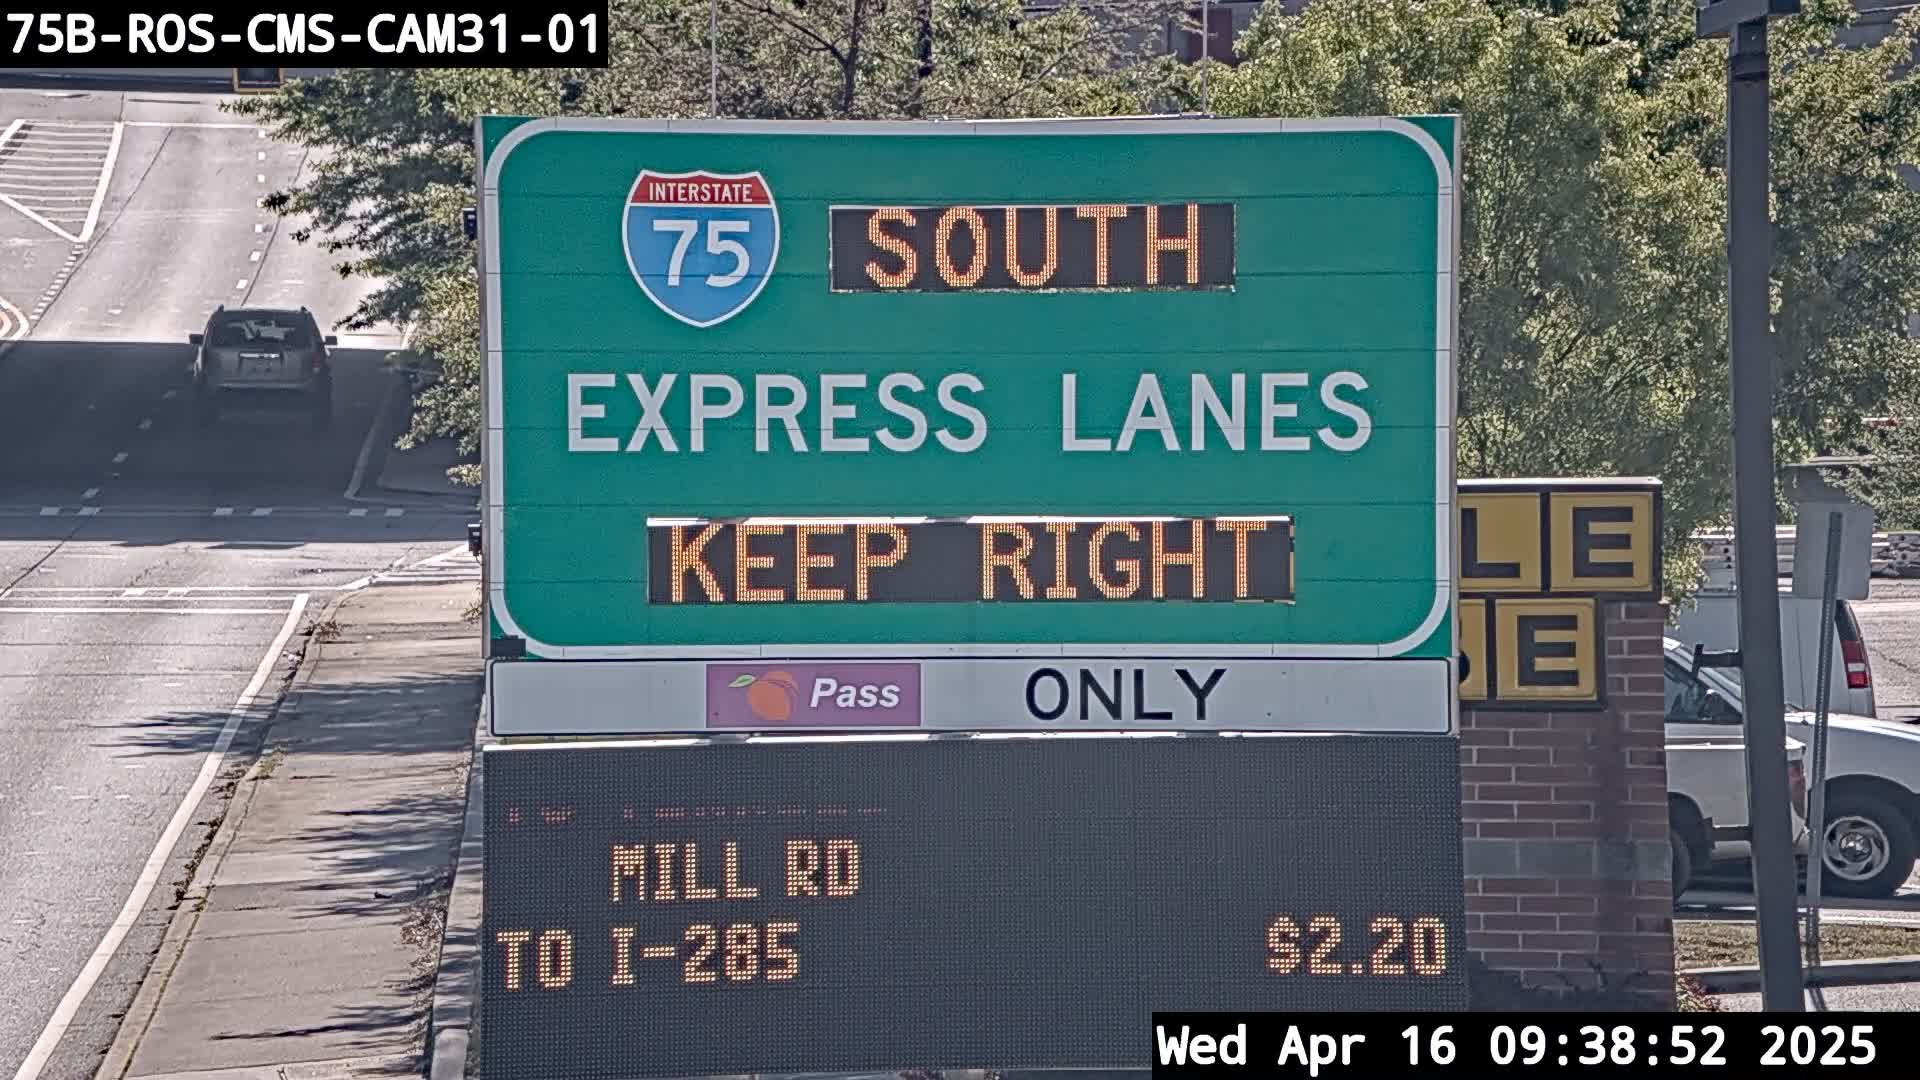 75B-ROS-CMS-CAM31-01
INTERSTATE
75
SOUTH
EXPRESS LANES
KEEP RIGHT
Pass ONLY
MILL RD
TO I-285 $2.20
LE
E
Wed Apr 16 09:38:52 2025